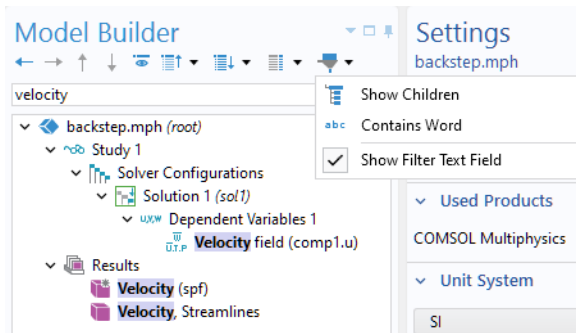 Model Builder
Settings
backstep.mph
velocity
Show Children
abc Contains Word
Show Filter Text Field
backstep.mph (root)
Study 1
Solver Configurations
Solution 1 (sol1)
u,v,w Dependent Variables 1
Velocity field (comp1.u)
Results
Velocity (spf)
Velocity, Streamlines
Used Products
COMSOL Multiphysics
Unit System
SI